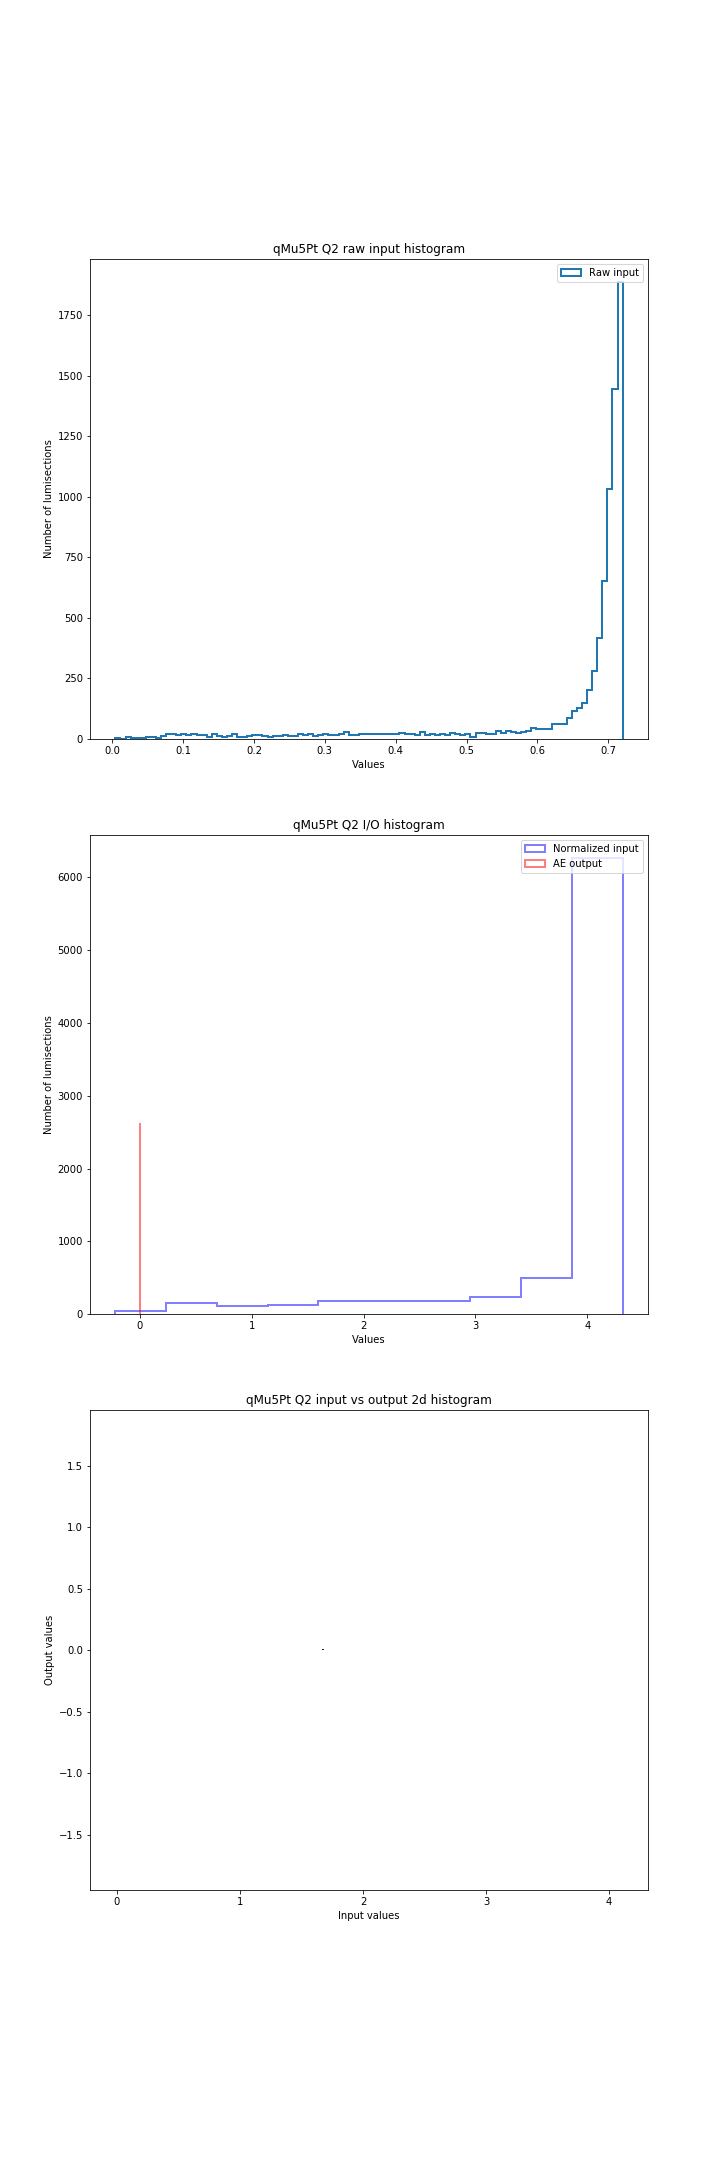 qMu5Pt Q2 raw input histogram
Raw input
1750
1500
1250
1000
750
500
250
0
Number of lumisections
0.0 0.1 0.2 0.3 0.4 0.5 0.6 0.7
Values
qMu5Pt Q2 I/O histogram
Normalized input
AE output
6000
5000
4000
3000
2000
1000
0
Number of lumisections
0 1 2 3 4
Values
qMu5Pt Q2 input vs output 2d histogram
1.5
1.0
0.5
0.0
−0.5
−1.0
−1.5
Output values
0 1 2 3 4
Input values